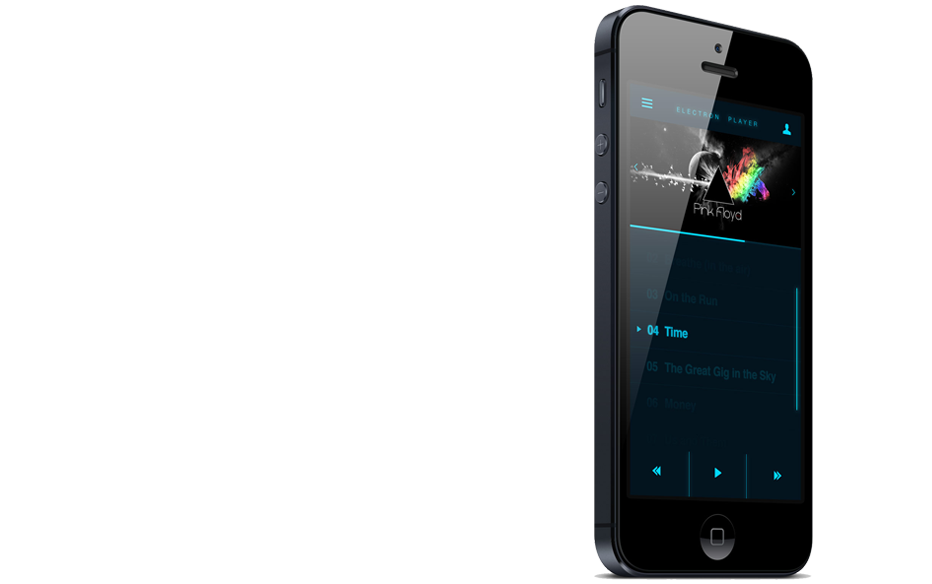 ELECTRON PLAYER
Pink Floyd
03 On the Run
04 Time
05 The Great Gig in the Sky
06 Money